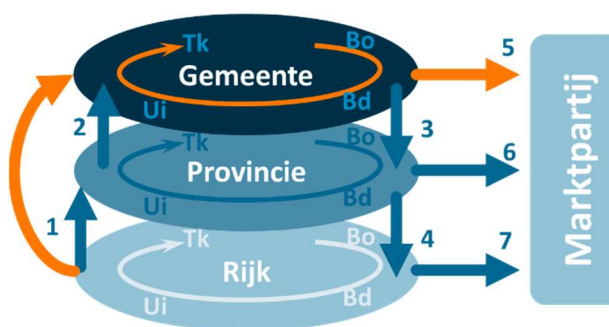 Tk Bo 5
Gemeente
Ui Bd
2 3
Tk Bo 6
Provincie
Ui Bd
1 4 7
Tk Bo
Rijk
Ui Bd
Marktpartij